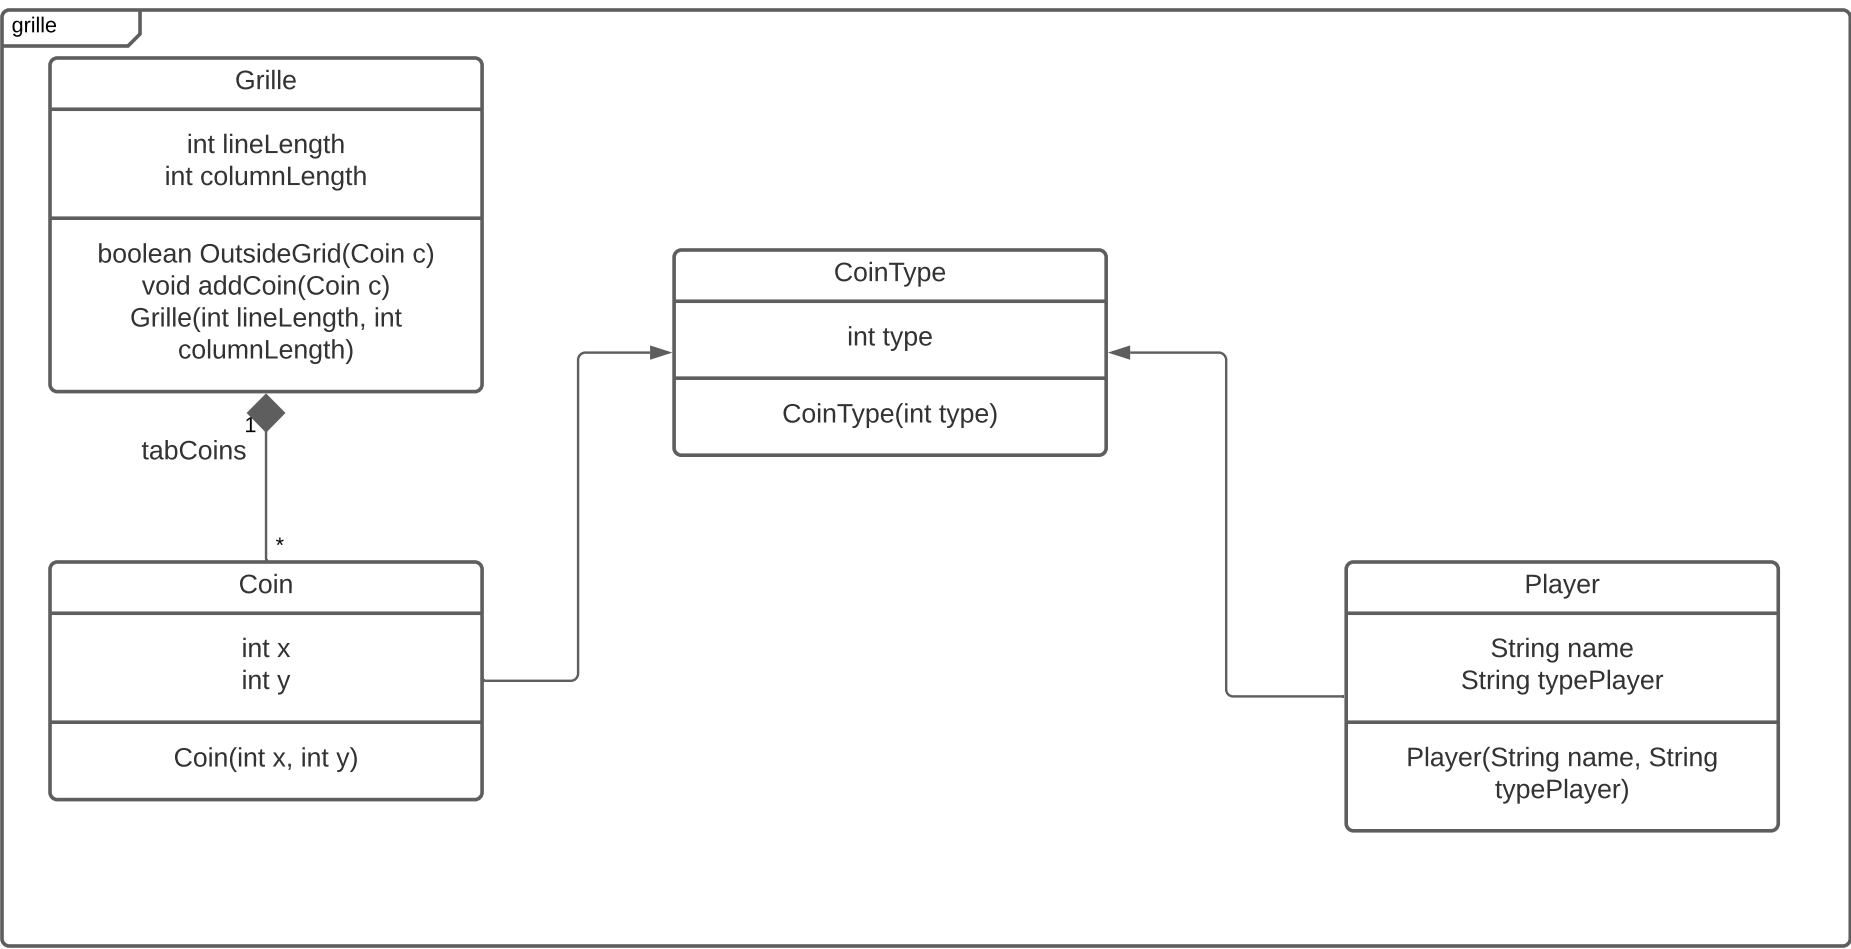 grille
Grille
int lineLength
int columnLength
boolean OutsideGrid(Coin c)
void addCoin(Coin c)
Grille(int lineLength, int
columnLength)
1
tabCoins
*
Coin
int x
int y
Coin(int x, int y)
CoinType
int type
CoinType(int type)
Player
String name
String typePlayer
Player(String name, String
typePlayer)